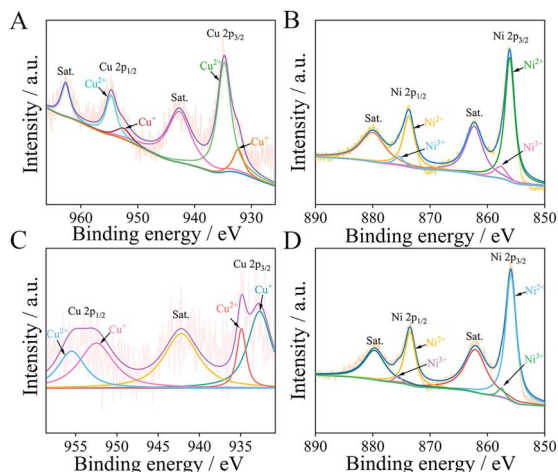 A
Cu 2p3/2
Cu 2p1/2
Cu2+
Sat.
Cu2+
Sat.
Cu+
Cu+
Intensity / a.u.
960
950
940
930
Binding energy / eV
B
Ni 2p3/2
Ni2+
Ni 2p1/2
Sat.
Sat.
Ni2+
Ni3+
Ni3+
Intensity / a.u.
890
880
870
860
850
Binding energy / eV
C
Cu 2p3/2
Cu 2p1/2
Sat.
Cu2+
Cu+
Cu2+
Cu+
Intensity / a.u.
955
950
945
940
935
Binding energy / eV
D
Ni 2p3/2
Ni2+
Ni 2p1/2
Sat.
Sat.
Ni2+
Ni3+
Ni3+
Intensity / a.u.
890
880
870
860
850
Binding energy / eV